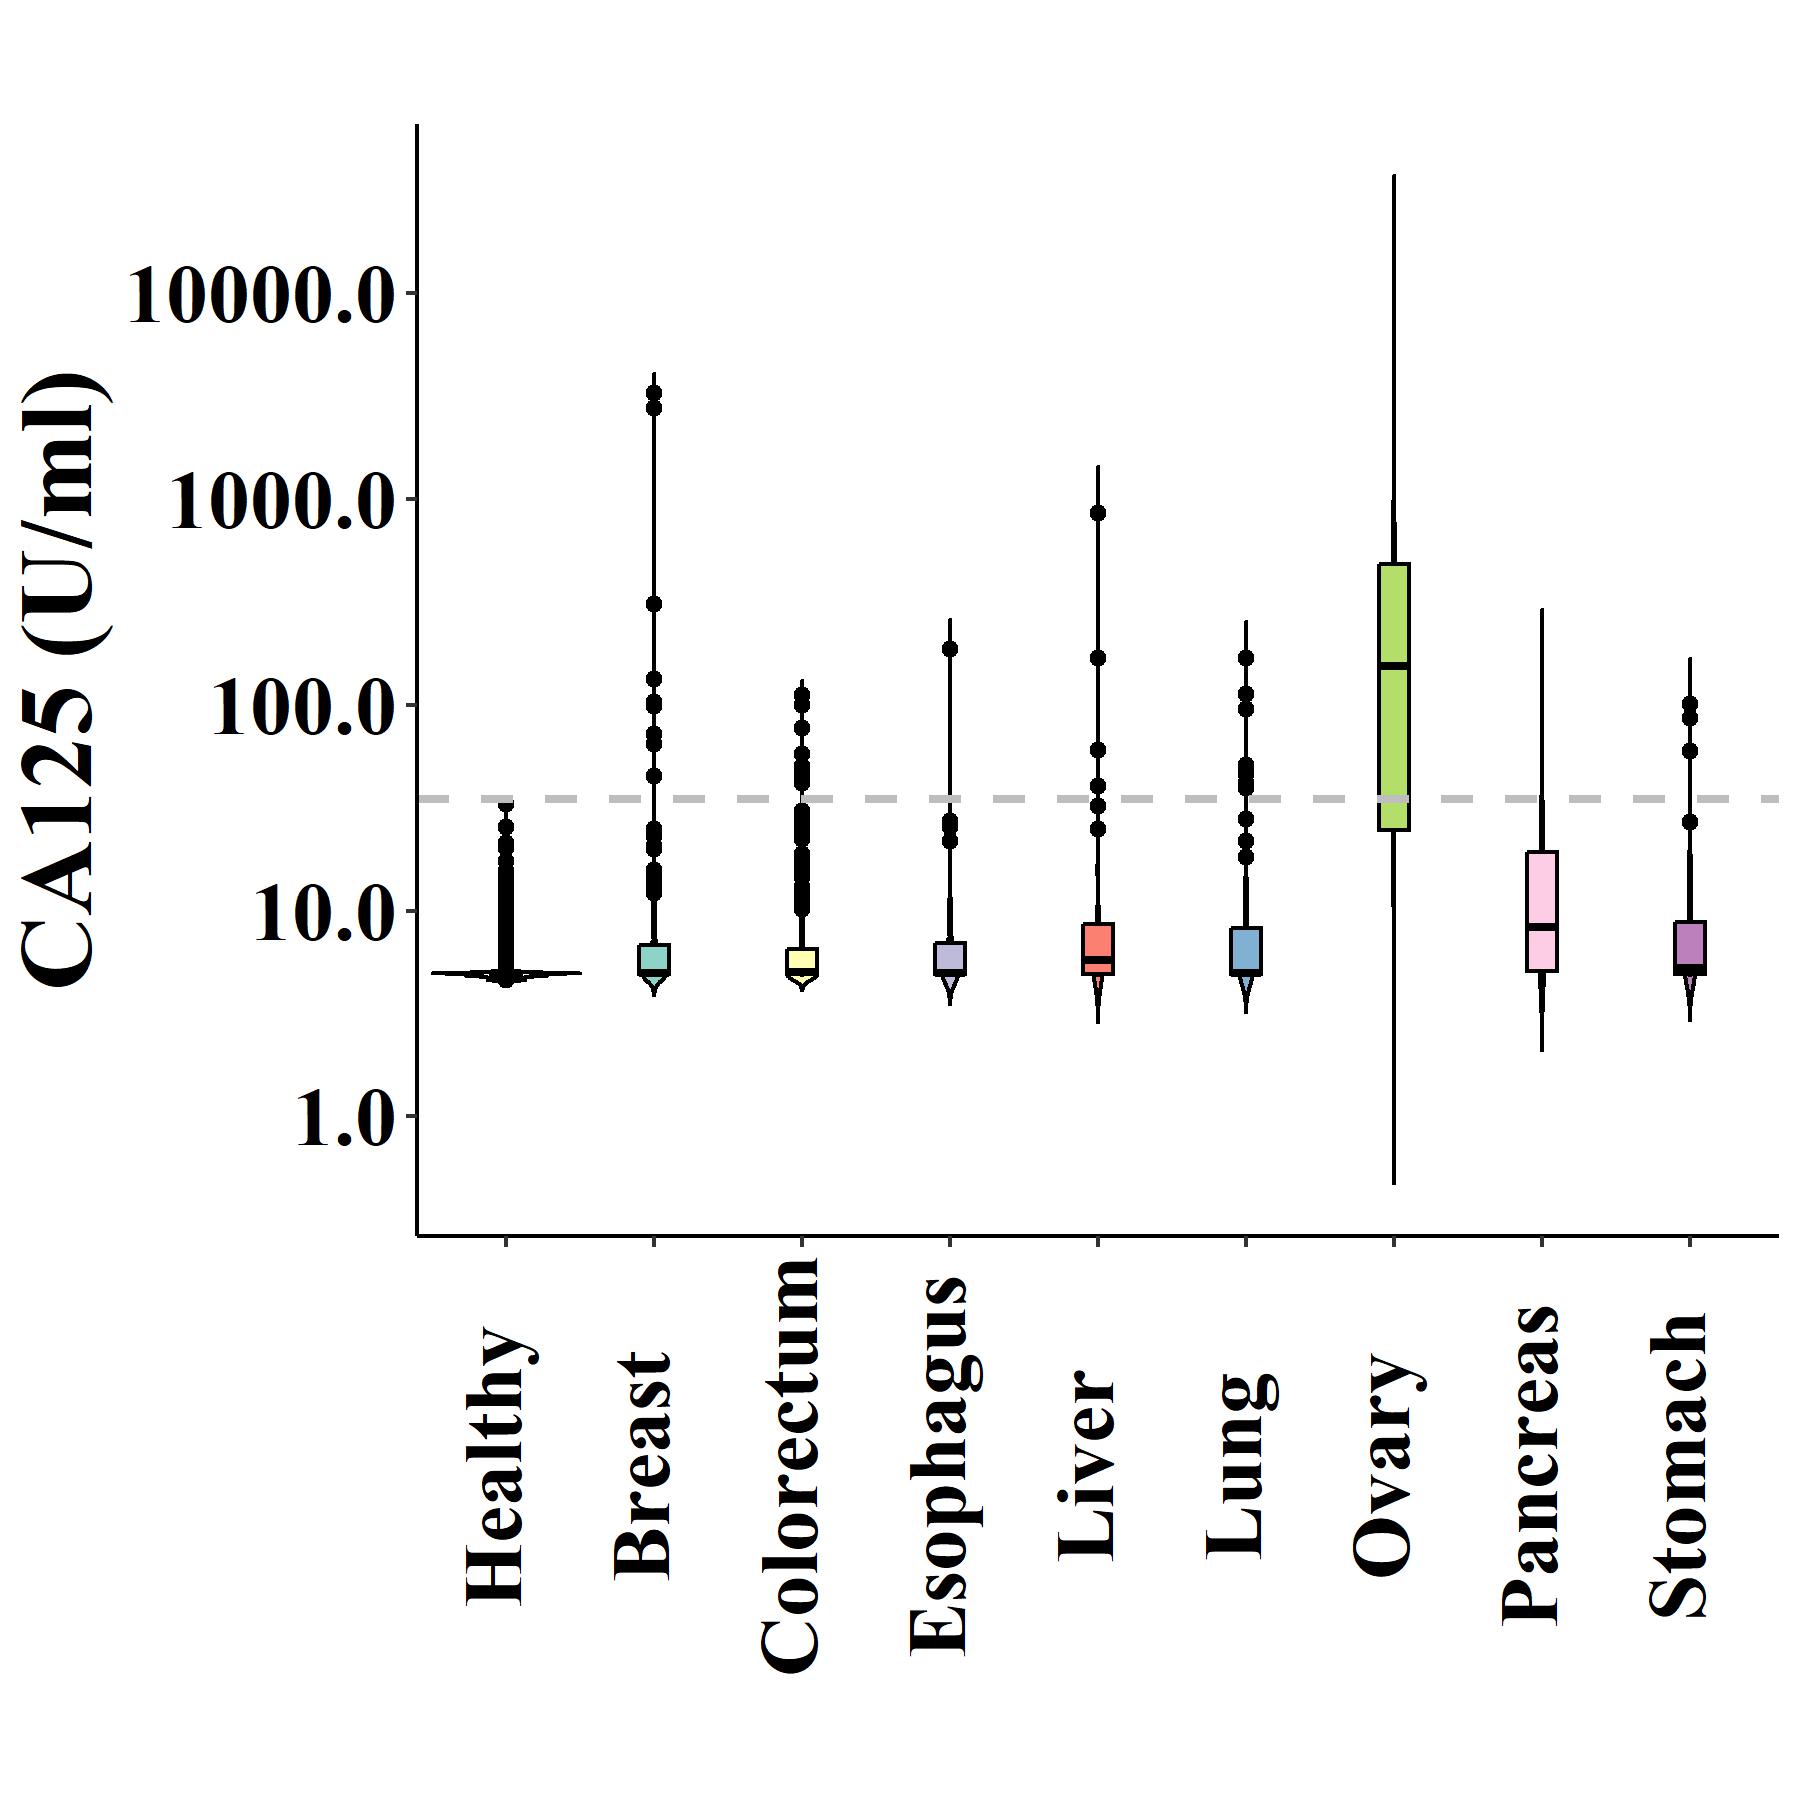 CA125 (U/ml)
10000.0
1000.0
100.0
10.0
1.0
Healthy
Breast
Colorectum
Esophagus
Liver
Lung
Ovary
Pancreas
Stomach